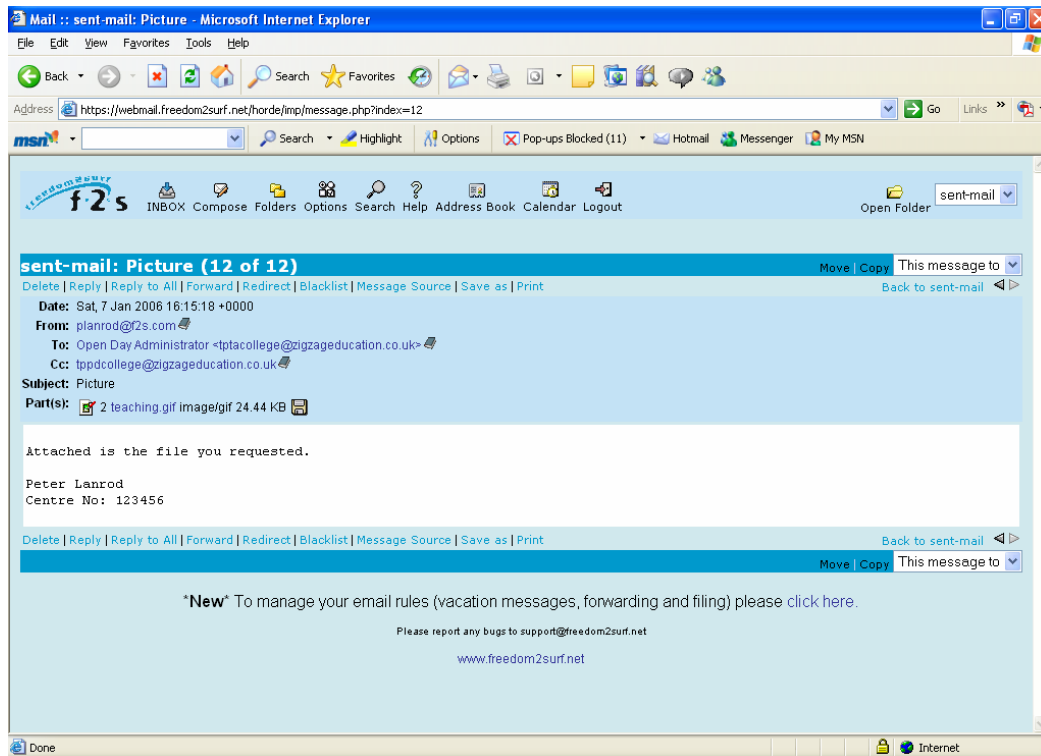 Mail :: sent-mail: Picture - Microsoft Internet Explorer
File Edit View Favorites Tools Help
Back Search Favorites
Address https://webmail.freedom2surf.net/horde/imp/message.php?index=12 Go Links »
msn Search Highlight Options Pop-ups Blocked (11) Hotmail Messenger My MSN
freedom2surf
f·2·s INBOX Compose Folders Options Search Help Address Book Calendar Logout Open Folder sent-mail
sent-mail: Picture (12 of 12) Move | Copy This message to
Delete | Reply | Reply to All | Forward | Redirect | Blacklist | Message Source | Save as | Print Back to sent-mail
Date: Sat, 7 Jan 2006 16:15:18 +0000
From: planrod@f2s.com
To: Open Day Administrator <tptacollege@zigzageducation.co.uk>
Cc: tppdcollege@zigzageducation.co.uk
Subject: Picture
Part(s): 2 teaching.gif image/gif 24.44 KB
Attached is the file you requested.
Peter Lanrod
Centre No: 123456
Delete | Reply | Reply to All | Forward | Redirect | Blacklist | Message Source | Save as | Print Back to sent-mail
Move | Copy This message to
*New* To manage your email rules (vacation messages, forwarding and filing) please click here.
Please report any bugs to support@freedom2surf.net
www.freedom2surf.net
Done Internet